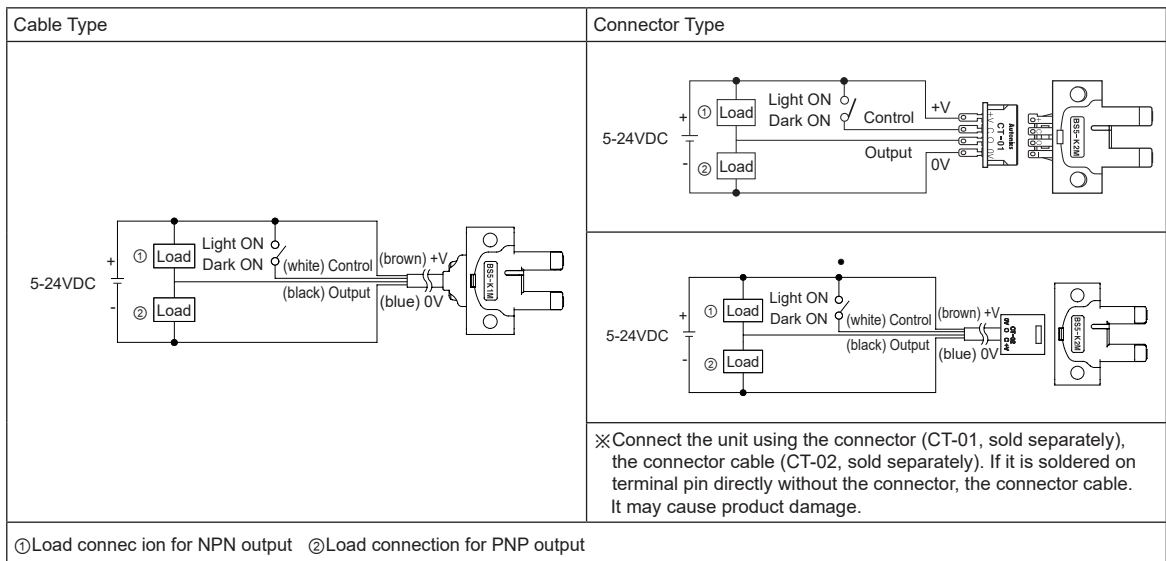 Cable Type
Connector Type
5-24VDC
+
-
① Load
② Load
Light ON
Dark ON
(white) Control
(black) Output
(brown) +V
(blue) 0V
BS5-K1M
5-24VDC
+
-
① Load
② Load
Light ON
Dark ON
Control
Output
+V
0V
Autonics
CT-01
BS5-K2M
5-24VDC
+
-
① Load
② Load
Light ON
Dark ON
(white) Control
(black) Output
(brown) +V
(blue) 0V
CT-02
BS5-K2M
※Connect the unit using the connector (CT-01, sold separately),
the connector cable (CT-02, sold separately). If it is soldered on
terminal pin directly without the connector, the connector cable.
It may cause product damage.
①Load connec ion for NPN output ②Load connection for PNP output